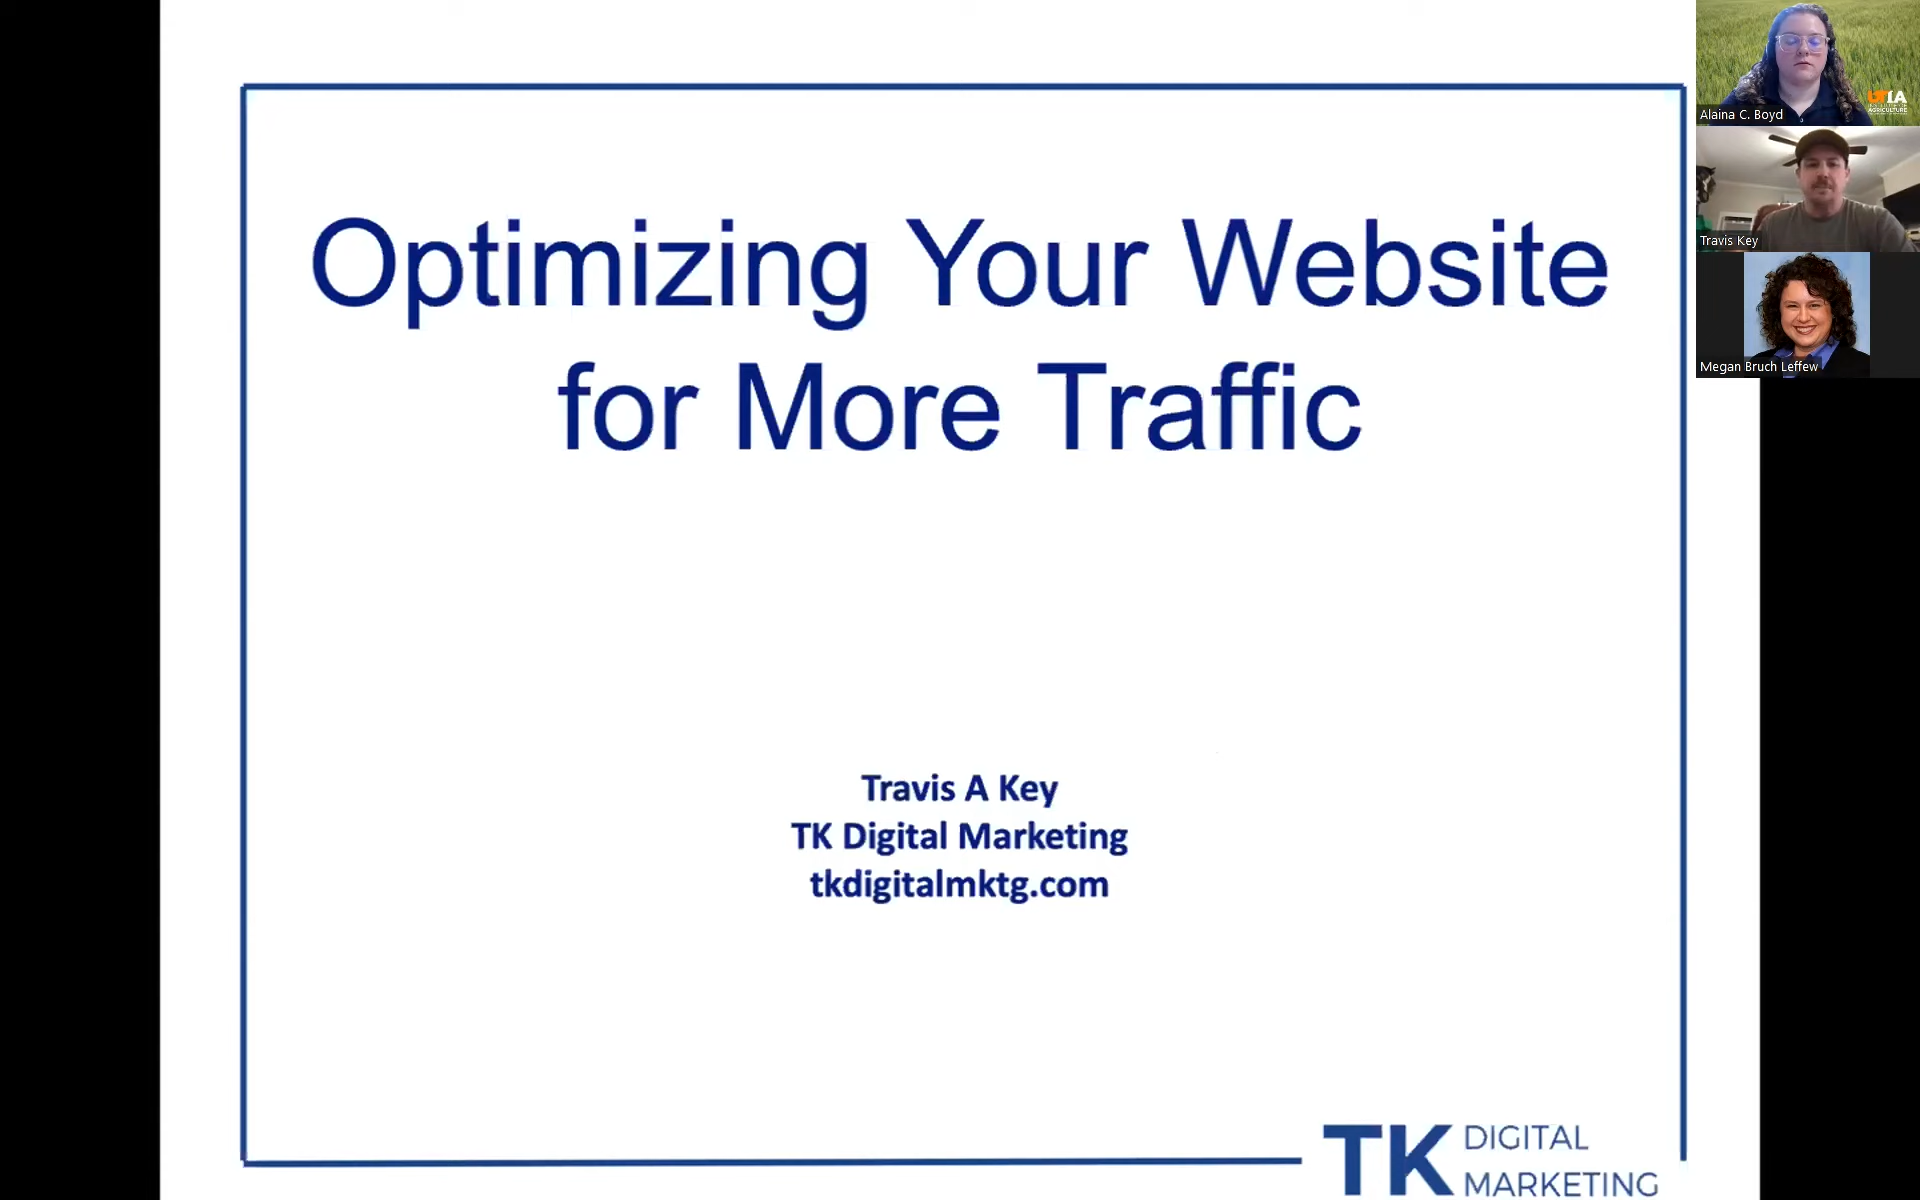 Optimizing Your Website
for More Traffic
Travis A Key
TK Digital Marketing
tkdigitalmktg.com
TK DIGITAL
MARKETING
Alaina C. Boyd
UTIA
Travis Key
Megan Bruch Leffew